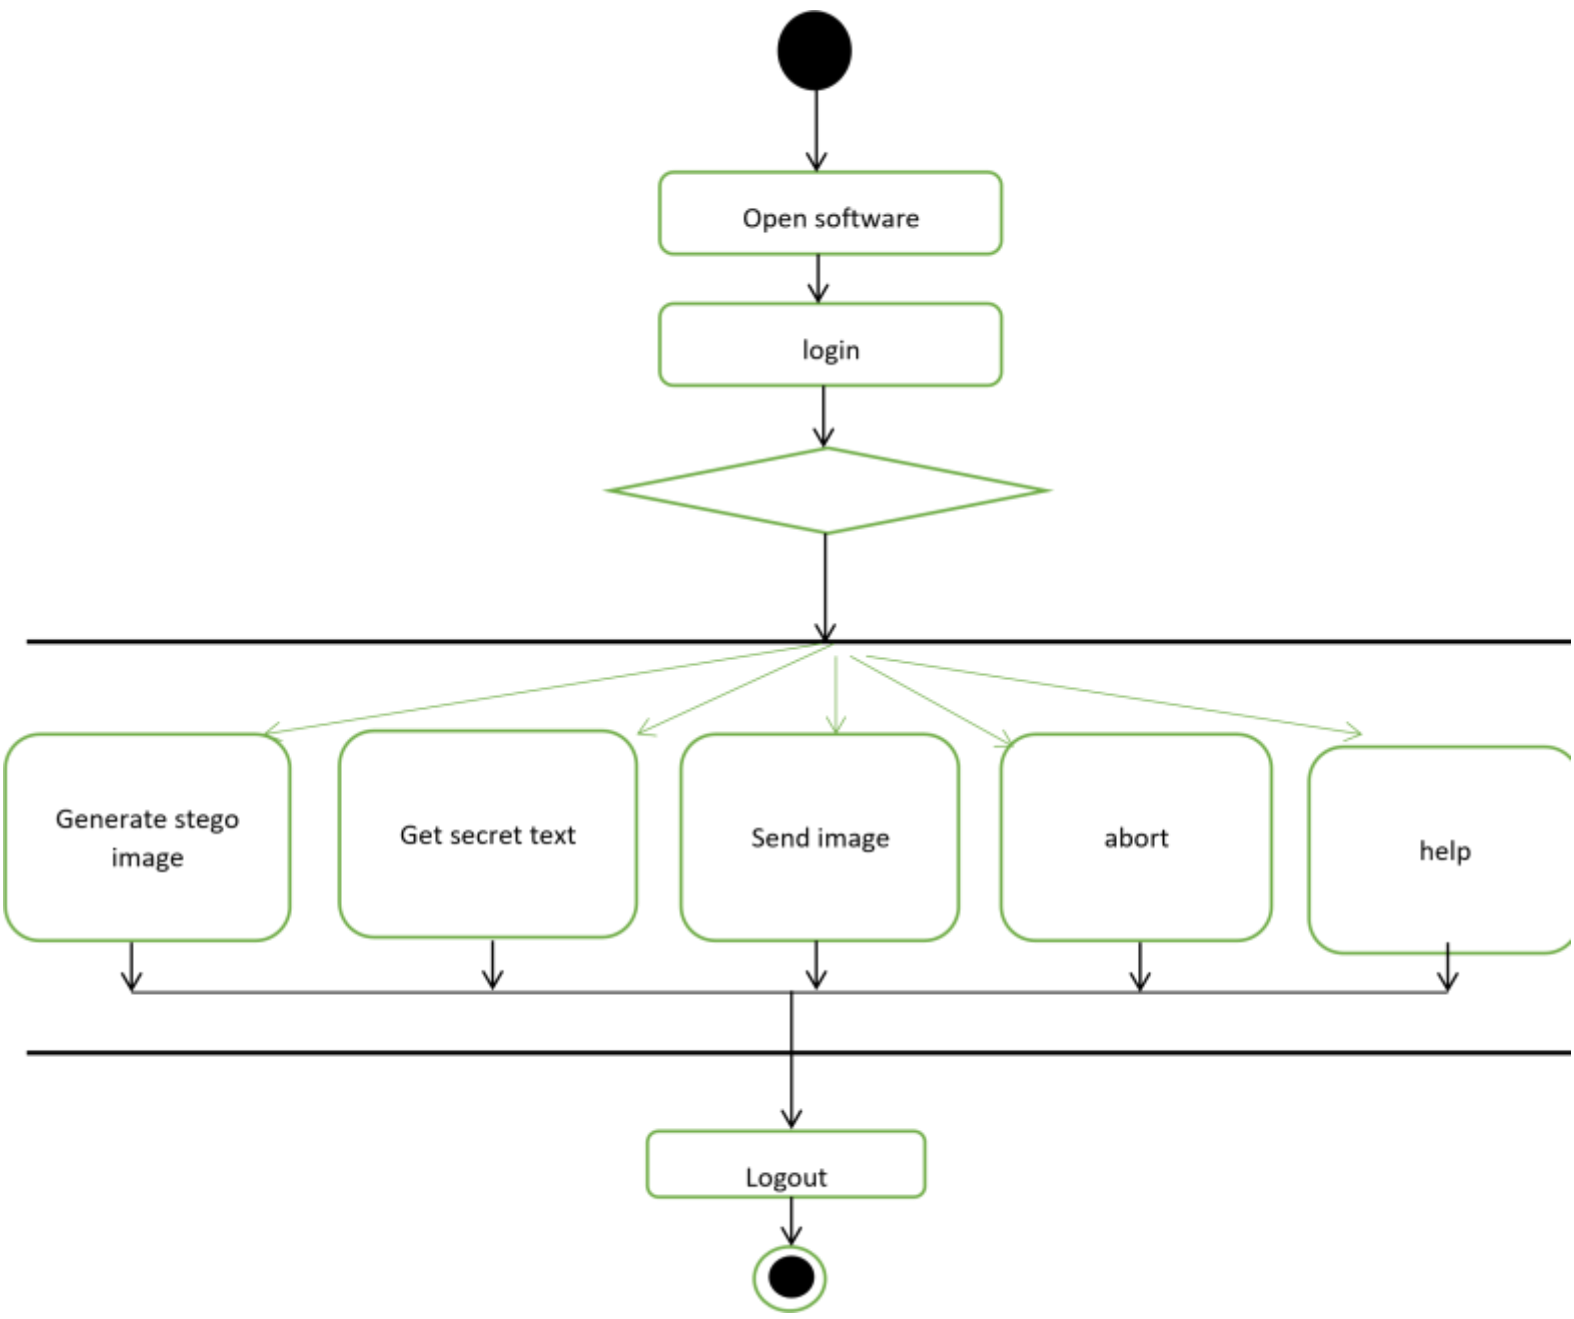 Open software
login
Generate stego
image
Get secret text
Send image
abort
help
Logout